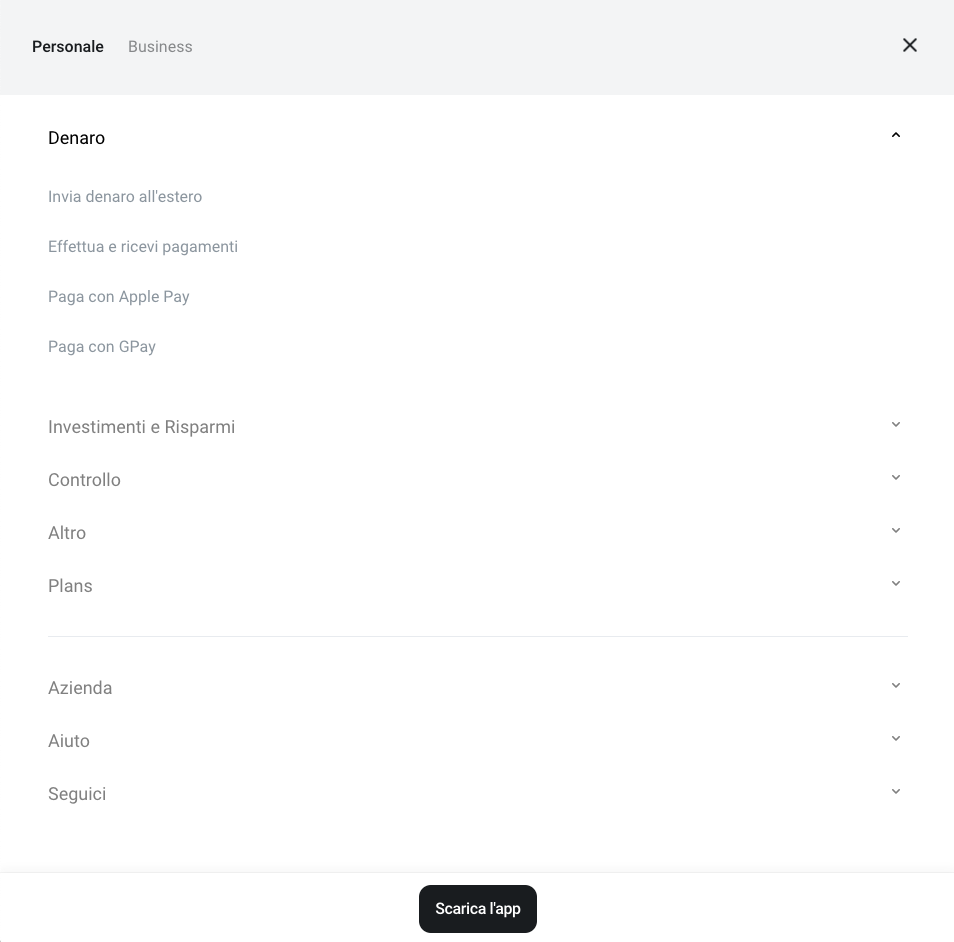 Personale Business
Denaro
Invia denaro all'estero
Effettua e ricevi pagamenti
Paga con Apple Pay
Paga con GPay
Investimenti e Risparmi
Controllo
Altro
Plans
Azienda
Aiuto
Seguici
Scarica l'app